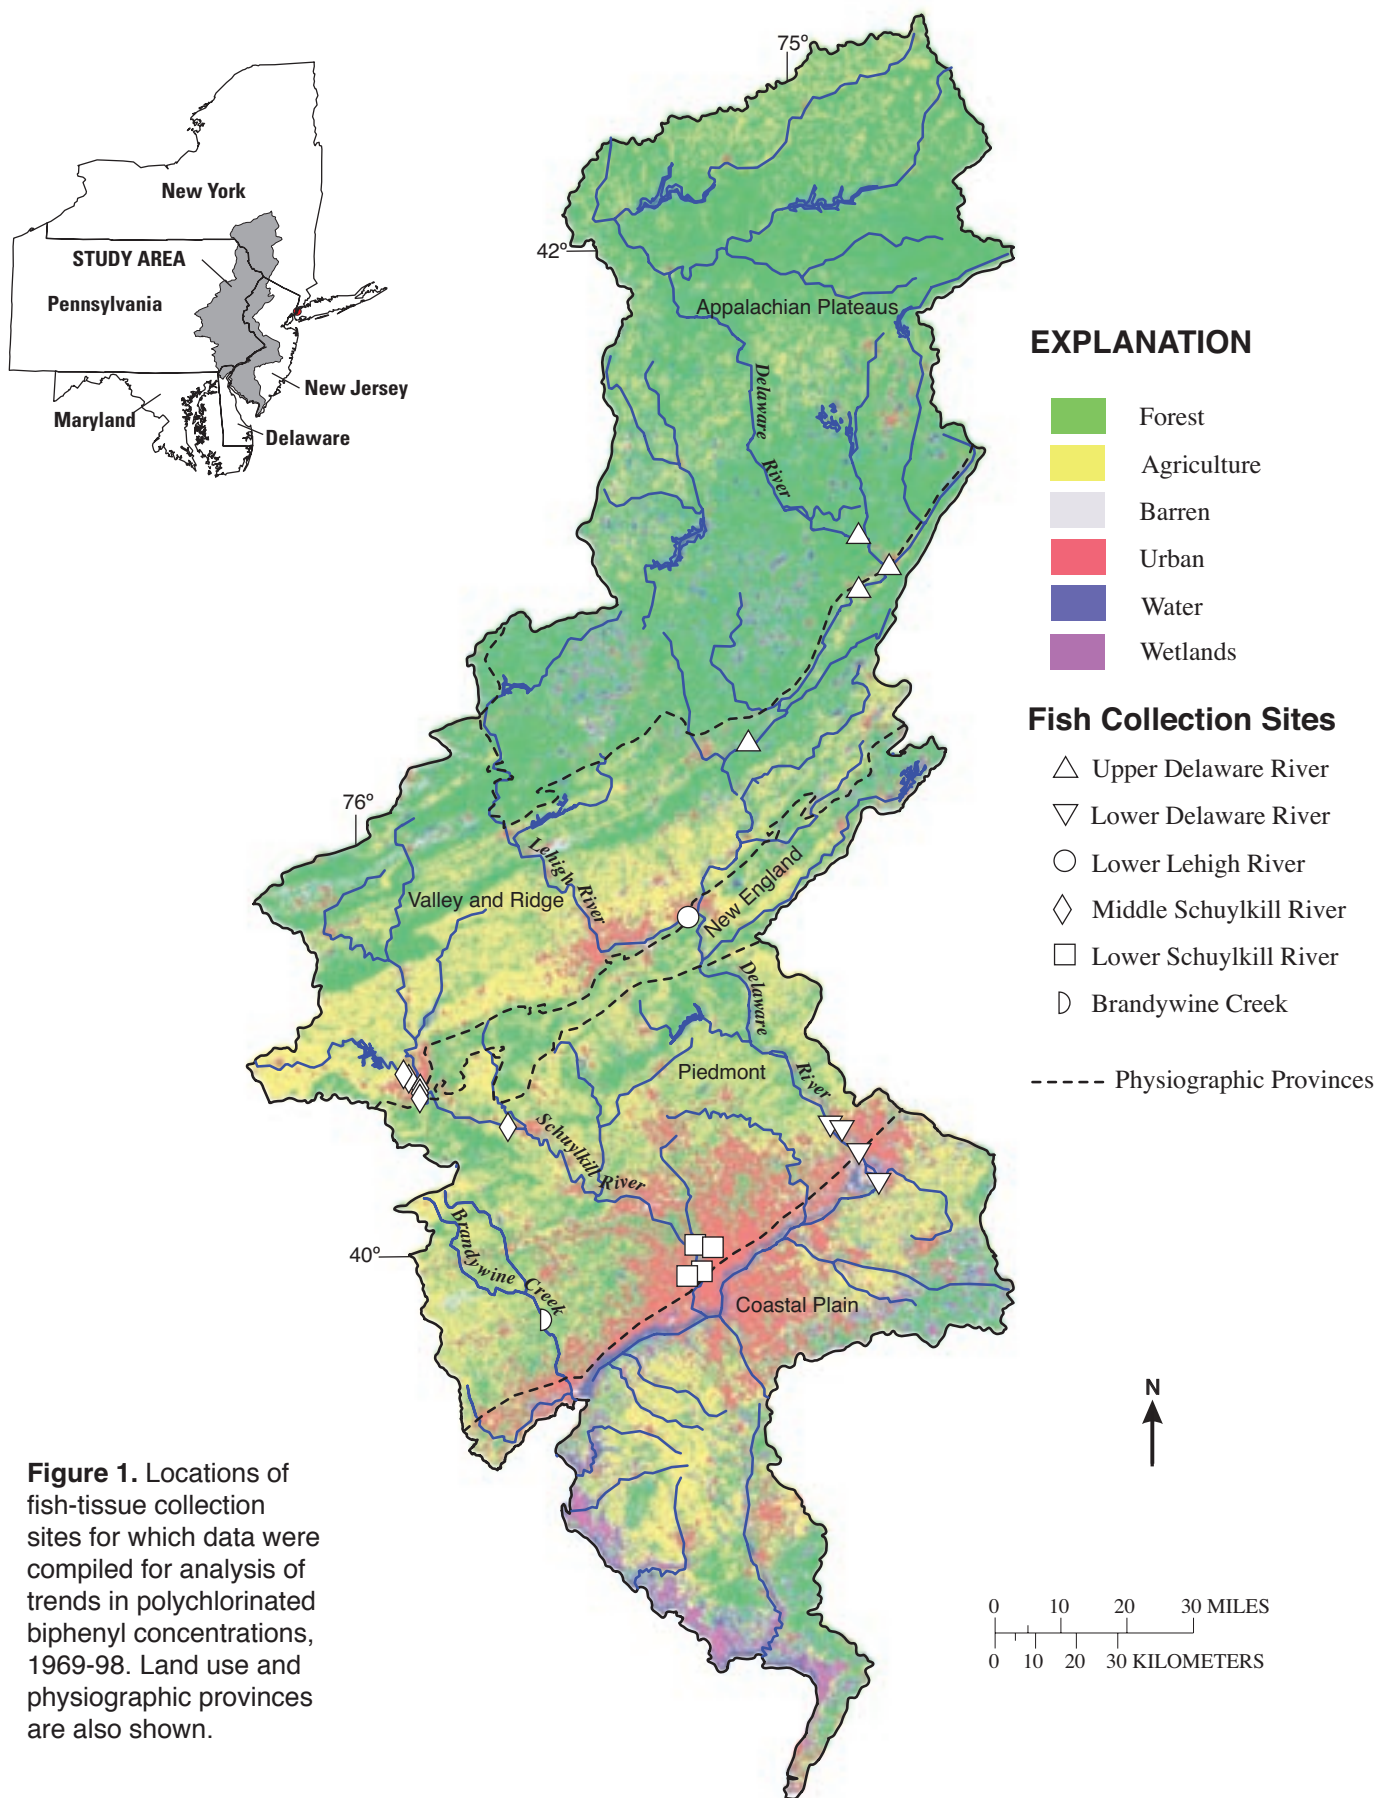 75°
New York
42°
STUDY AREA
Pennsylvania
Appalachian Plateaus
EXPLANATION
New Jersey
Maryland
Delaware
Delaware
River
Forest
Agriculture
Barren
Urban
Water
Wetlands
Fish Collection Sites
Upper Delaware River
Lower Delaware River
Lower Lehigh River
Middle Schuylkill River
Lower Schuylkill River
Brandywine Creek
Physiographic Provinces
76°
Lehigh River
Valley and Ridge
New England
Delaware
River
Piedmont
Schuylkill River
Brandywine Creek
40°
Coastal Plain
N
Figure 1. Locations of
fish-tissue collection
sites for which data were
compiled for analysis of
trends in polychlorinated
biphenyl concentrations,
1969-98. Land use and
physiographic provinces
are also shown.
0 10 20 30 MILES
0 10 20 30 KILOMETERS